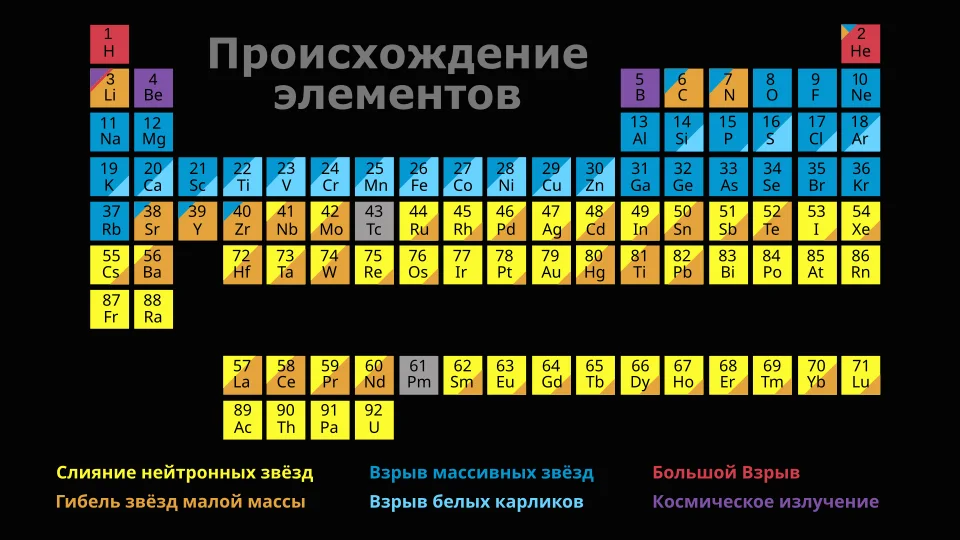 Происхождение
элементов
1 2
H He
3 4 5 6 7 8 9 10
Li Be B C N O F Ne
11 12 13 14 15 16 17 18
Na Mg Al Si P S Cl Ar
19 20 21 22 23 24 25 26 27 28 29 30 31 32 33 34 35 36
K Ca Sc Ti V Cr Mn Fe Co Ni Cu Zn Ga Ge As Se Br Kr
37 38 39 40 41 42 43 44 45 46 47 48 49 50 51 52 53 54
Rb Sr Y Zr Nb Mo Tc Ru Rh Pd Ag Cd In Sn Sb Te I Xe
55 56 72 73 74 75 76 77 78 79 80 81 82 83 84 85 86
Cs Ba Hf Ta W Re Os Ir Pt Au Hg Ti Pb Bi Po At Rn
87 88
Fr Ra
57 58 59 60 61 62 63 64 65 66 67 68 69 70 71
La Ce Pr Nd Pm Sm Eu Gd Tb Dy Ho Er Tm Yb Lu
89 90 91 92
Ac Th Pa U
Слияние нейтронных звёзд Взрыв массивных звёзд Большой Взрыв
Гибель звёзд малой массы Взрыв белых карликов Космическое излучение